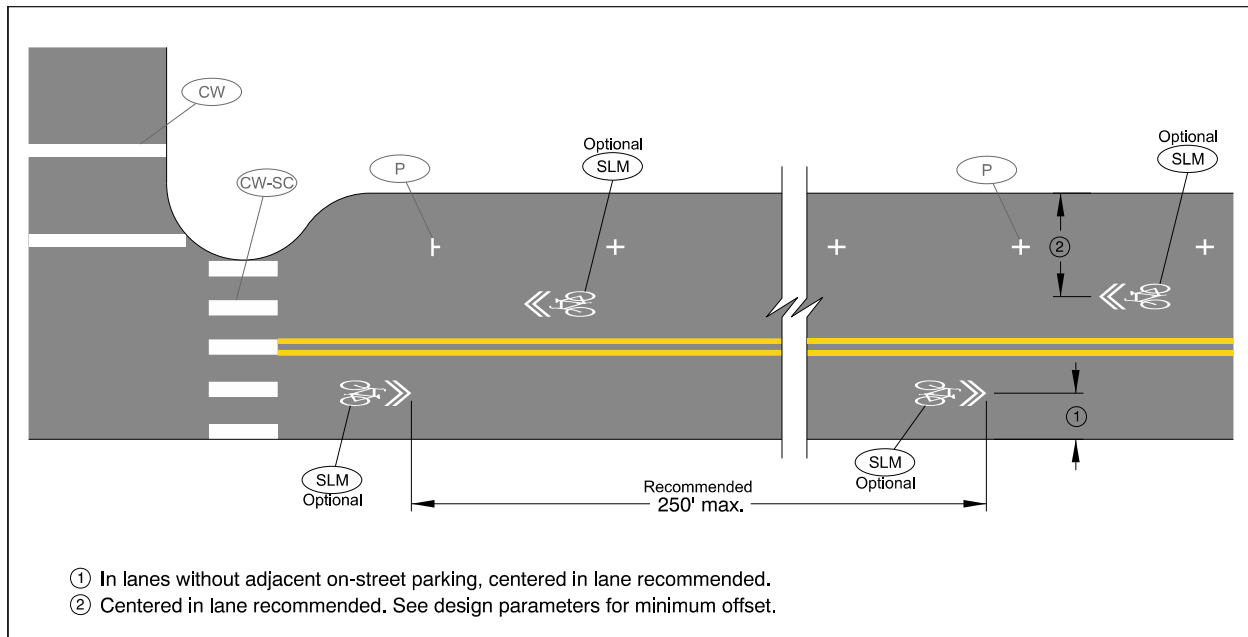 CW
CW-SC
P
Optional
SLM
P
Optional
SLM
②
①
SLM
Optional
SLM
Optional
Recommended
250' max.
① In lanes without adjacent on-street parking, centered in lane recommended.
② Centered in lane recommended. See design parameters for minimum offset.